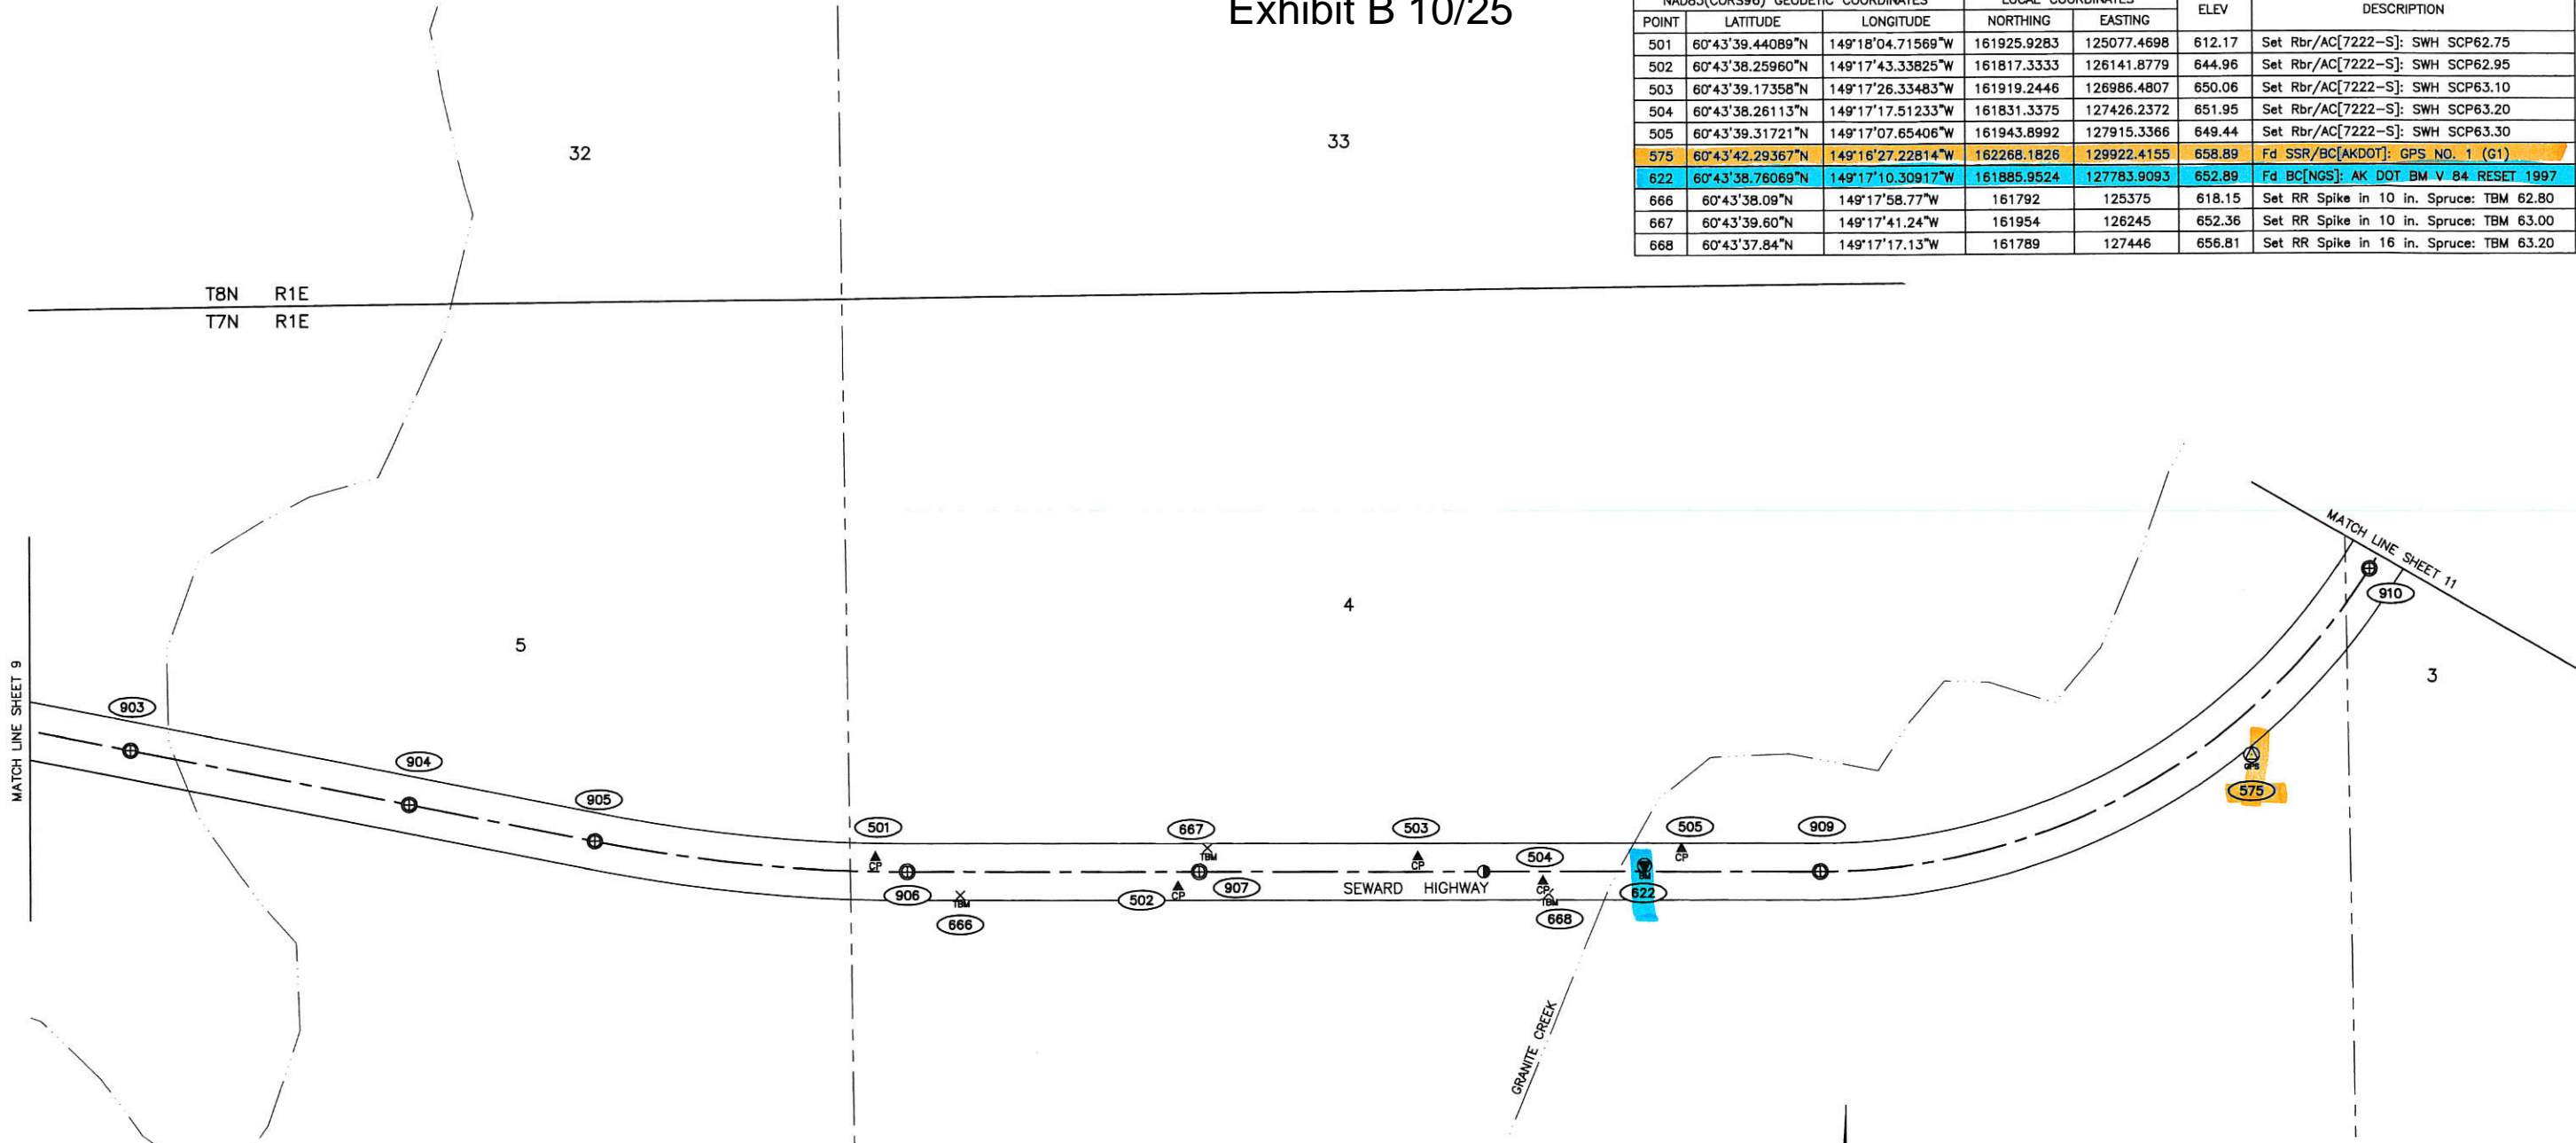 Exhibit B 10/25
NAD83(CORS96) GEODETIC COORDINATES LOCAL COORDINATES ELEV DESCRIPTION
POINT LATITUDE LONGITUDE NORTHING EASTING
501 60°43'39.44089"N 149°18'04.71569"W 161925.9283 125077.4698 612.17 Set Rbr/AC[7222-S]: SWH SCP62.75
502 60°43'38.25960"N 149°17'43.33825"W 161817.3333 126141.8779 644.96 Set Rbr/AC[7222-S]: SWH SCP62.95
503 60°43'39.17358"N 149°17'26.33483"W 161919.2446 126986.4807 650.06 Set Rbr/AC[7222-S]: SWH SCP63.10
504 60°43'38.26113"N 149°17'17.51233"W 161831.3375 127426.2372 651.95 Set Rbr/AC[7222-S]: SWH SCP63.20
505 60°43'39.31721"N 149°17'07.65406"W 161943.8992 127915.3366 649.44 Set Rbr/AC[7222-S]: SWH SCP63.30
575 60°43'42.29367"N 149°16'27.22814"W 162268.1826 129922.4155 658.89 Fd SSR/BC[AKDOT]: GPS NO. 1 (G1)
622 60°43'38.76069"N 149°17'10.30917"W 161885.9524 127783.9093 652.89 Fd BC[NGS]: AK DOT BM V 84 RESET 1997
666 60°43'38.09"N 149°17'58.77"W 161792 125375 618.15 Set RR Spike in 10 in. Spruce: TBM 62.80
667 60°43'39.60"N 149°17'41.24"W 161954 126245 652.36 Set RR Spike in 10 in. Spruce: TBM 63.00
668 60°43'37.84"N 149°17'17.13"W 161789 127446 656.81 Set RR Spike in 16 in. Spruce: TBM 63.20
32
33
T8N R1E
T7N R1E
MATCH LINE SHEET 11
910
4
5
3
MATCH LINE SHEET 9
903
904
905
GPS
575
501
667
503
505
909
CP
TBM
CP
504
CP
906
TBM
502
CP
907
SEWARD HIGHWAY
CP
TBM
BM
622
666
668
GRANITE CREEK